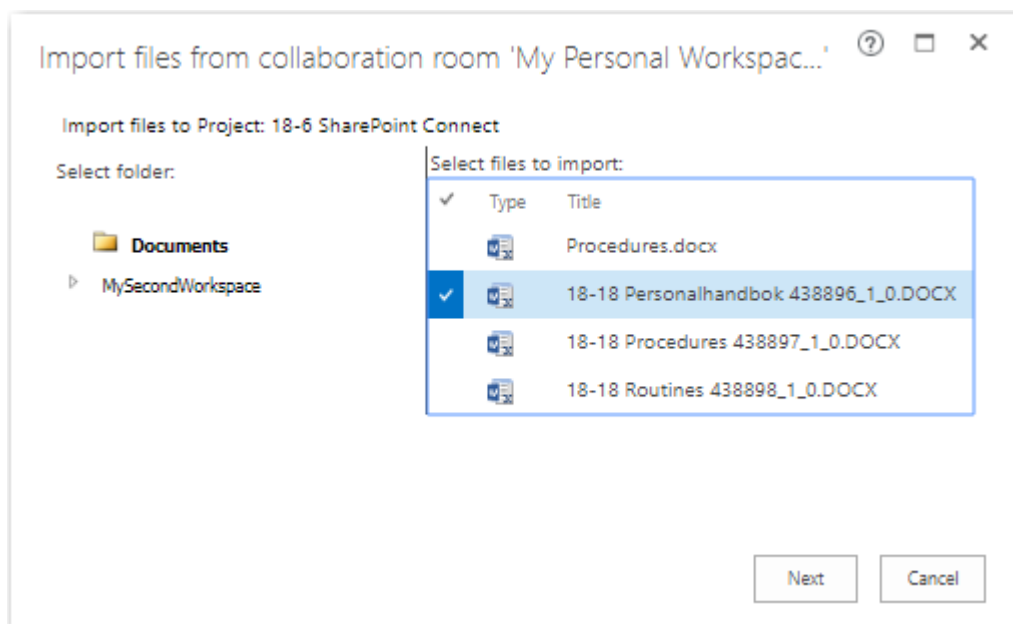 Import files from collaboration room 'My Personal Workspac...'
Import files to Project: 18-6 SharePoint Connect
Select folder:
Documents
MySecondWorkspace
Select files to import:
Type Title
Procedures.docx
18-18 Personalhandbok 438896_1_0.DOCX
18-18 Procedures 438897_1_0.DOCX
18-18 Routines 438898_1_0.DOCX
Next Cancel